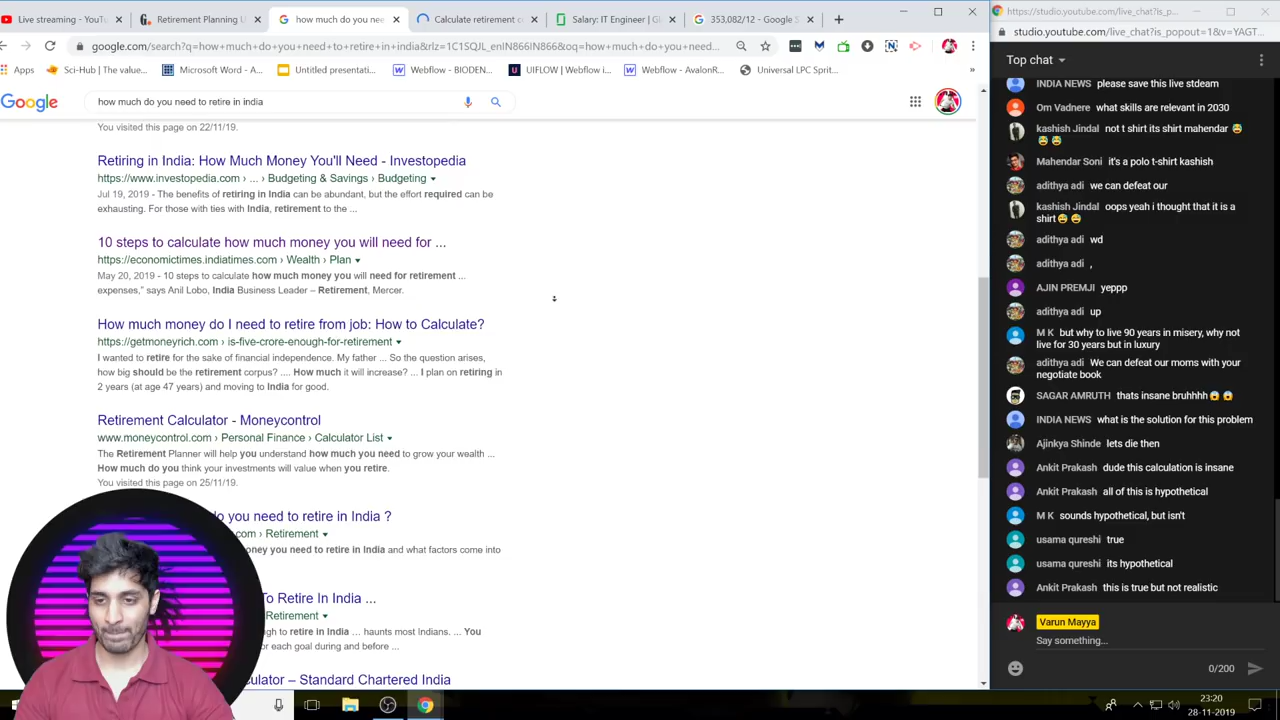 Live streaming - YouT
Retirement Planning
how much do you nee
Calculate retirement c
Salary: IT Engineer | Gl
353,082/12 - Google S
google.com/search?q=how+much+do+you+need+to+retire+in+india&rlz=1C1SQJL_enIN866IN866&oq=how+much+do+you+need...
Apps
Sci-Hub | The value...
Microsoft Word - A...
Untitled presentati...
Webflow - BIODEN...
UIFLOW | Webflow i...
Webflow - AvalonR...
Universal LPC Sprit...
»
Google
how much do you need to retire in india
You visited this page on 22/11/19.
Retiring in India: How Much Money You'll Need - Investopedia
https://www.investopedia.com › ... › Budgeting & Savings › Budgeting
Jul 19, 2019 - The benefits of retiring in India can be abundant, but the effort required can be
exhausting. For those with ties with India, retirement to the ...
10 steps to calculate how much money you will need for ...
https://economictimes.indiatimes.com › Wealth › Plan
May 20, 2019 - 10 steps to calculate how much money you will need for retirement ...
expenses," says Anil Lobo, India Business Leader – Retirement, Mercer.
How much money do I need to retire from job: How to Calculate?
https://getmoneyrich.com › is-five-crore-enough-for-retirement
I wanted to retire for the sake of financial independence. My father ... So the question arises,
how big should be the retirement corpus? .... How much it will increase? ... I plan on retiring in
2 years (at age 47 years) and moving to India for good.
Retirement Calculator - Moneycontrol
www.moneycontrol.com › Personal Finance › Calculator List
The Retirement Planner will help you understand how much you need to grow your wealth ...
How much do you think your investments will value when you retire.
You visited this page on 25/11/19.
do you need to retire in India ?
.com › Retirement
money you need to retire in India and what factors come into
To Retire In India ...
Retirement
gh to retire in India … haunts most Indians. ... You
or each goal during and before ...
culator – Standard Chartered India
https://studio.youtube.com/live_chat?is_p...
studio.youtube.com/live_chat?is_popout=1&v=YAGT...
Top chat
INDIA NEWS please save this live stdeam
Om Vadnere what skills are relevant in 2030
kashish Jindal not t shirt its shirt mahendar
Mahendar Soni it's a polo t-shirt kashish
adithya adi we can defeat our
kashish Jindal oops yeah i thought that it is a
shirt
adithya adi wd
adithya adi ,
AJIN PREMJI yeppp
adithya adi up
M K but why to live 90 years in misery, why not
live for 30 years but in luxury
adithya adi We can defeat our moms with your
negotiate book
SAGAR AMRUTH thats insane bruhhhh
INDIA NEWS what is the solution for this problem
Ajinkya Shinde lets die then
Ankit Prakash dude this calculation is insane
Ankit Prakash all of this is hypothetical
M K sounds hypothetical, but isn't
usama qureshi true
usama qureshi its hypothetical
Ankit Prakash this is true but not realistic
Varun Mayya
Say something...
0/200
23:20
28-11-2019